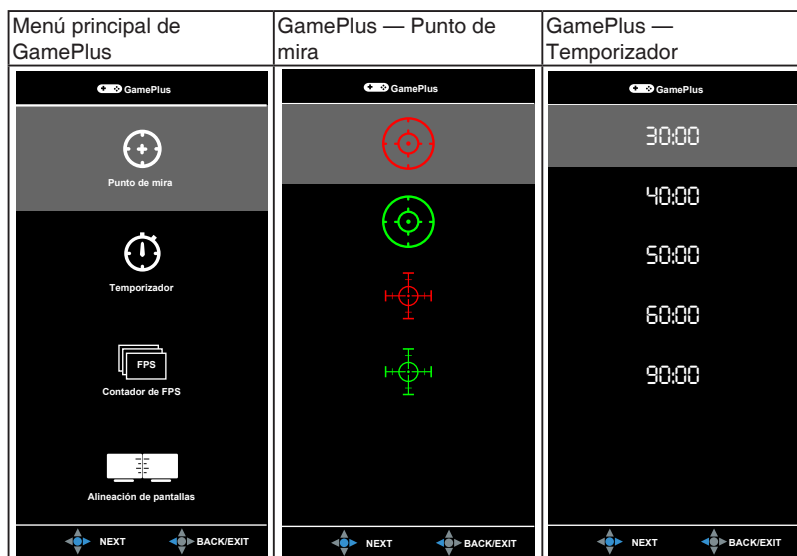 Menú principal de
GamePlus
GamePlus
Punto de mira
Temporizador
FPS
Contador de FPS
Alineación de pantallas
NEXT BACK/EXIT
GamePlus — Punto de
mira
GamePlus
NEXT BACK/EXIT
GamePlus —
Temporizador
GamePlus
30:00
40:00
50:00
60:00
90:00
NEXT BACK/EXIT